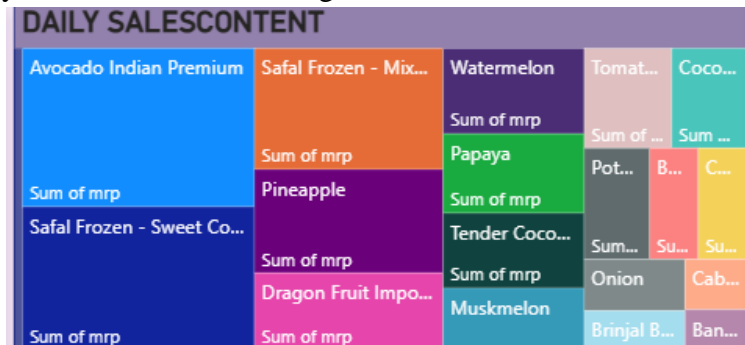 DAILY SALESCONTENT
Avocado Indian Premium
Sum of mrp
Safal Frozen - Sweet Co...
Sum of mrp
Safal Frozen - Mix...
Sum of mrp
Pineapple
Sum of mrp
Dragon Fruit Impo...
Sum of mrp
Watermelon
Sum of mrp
Papaya
Sum of mrp
Tender Coco...
Sum of mrp
Muskmelon
Tomat...
Sum of ...
Coco...
Sum ...
Pot...
Sum...
B...
Su...
C...
Su...
Onion
Cab...
Brinjal B...
Ban...